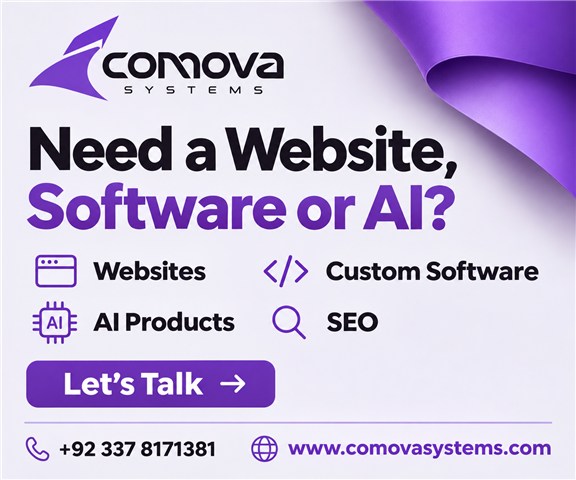 comova
SYSTEMS
Need a Website,
Software or AI?
Websites
</> Custom Software
AI AI Products
SEO
Let's Talk →
+92 337 8171381
www.comovasystems.com